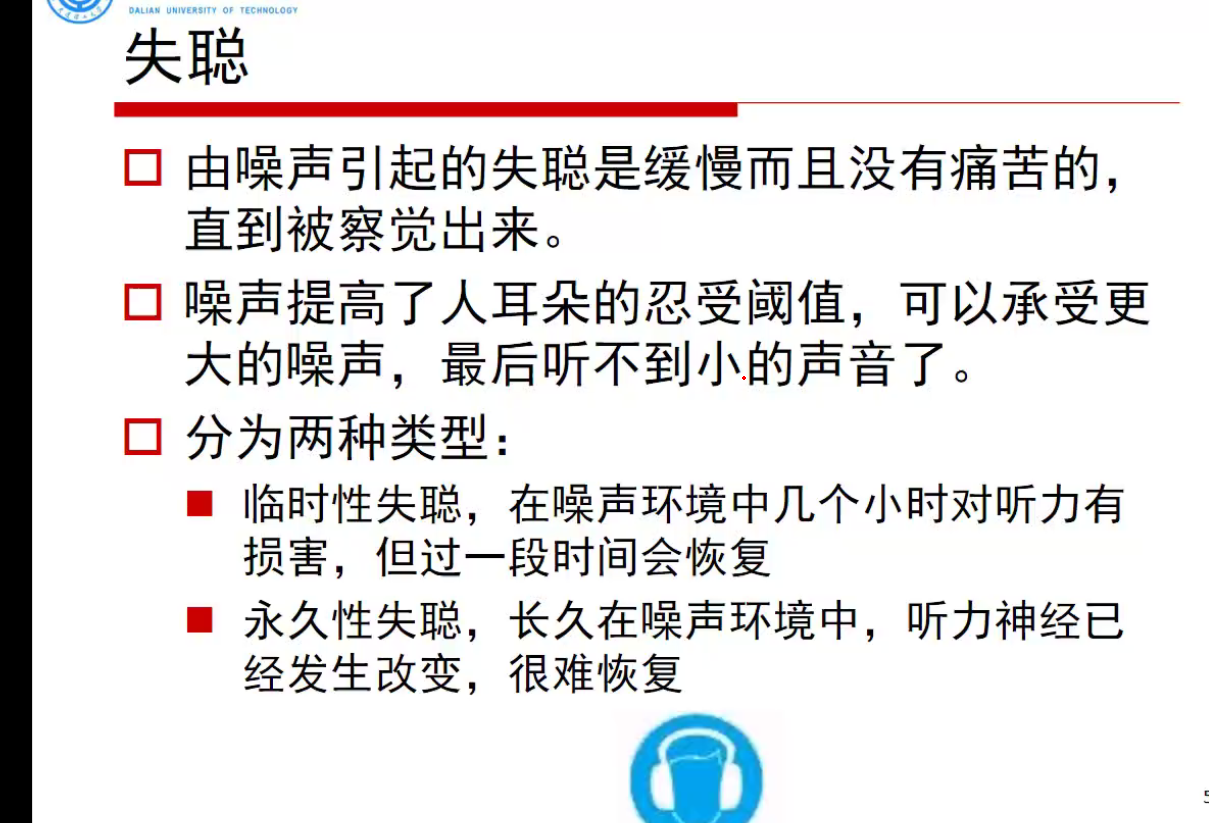 DALIAN UNIVERSITY OF TECHNOLOGY
失聪
由噪声引起的失聪是缓慢而且没有痛苦的，
直到被察觉出来。
噪声提高了人耳朵的忍受阈值，可以承受更
大的噪声，最后听不到小的声音了。
分为两种类型：
临时性失聪，在噪声环境中几个小时对听力有
损害，但过一段时间会恢复
永久性失聪，长久在噪声环境中，听力神经已
经发生改变，很难恢复